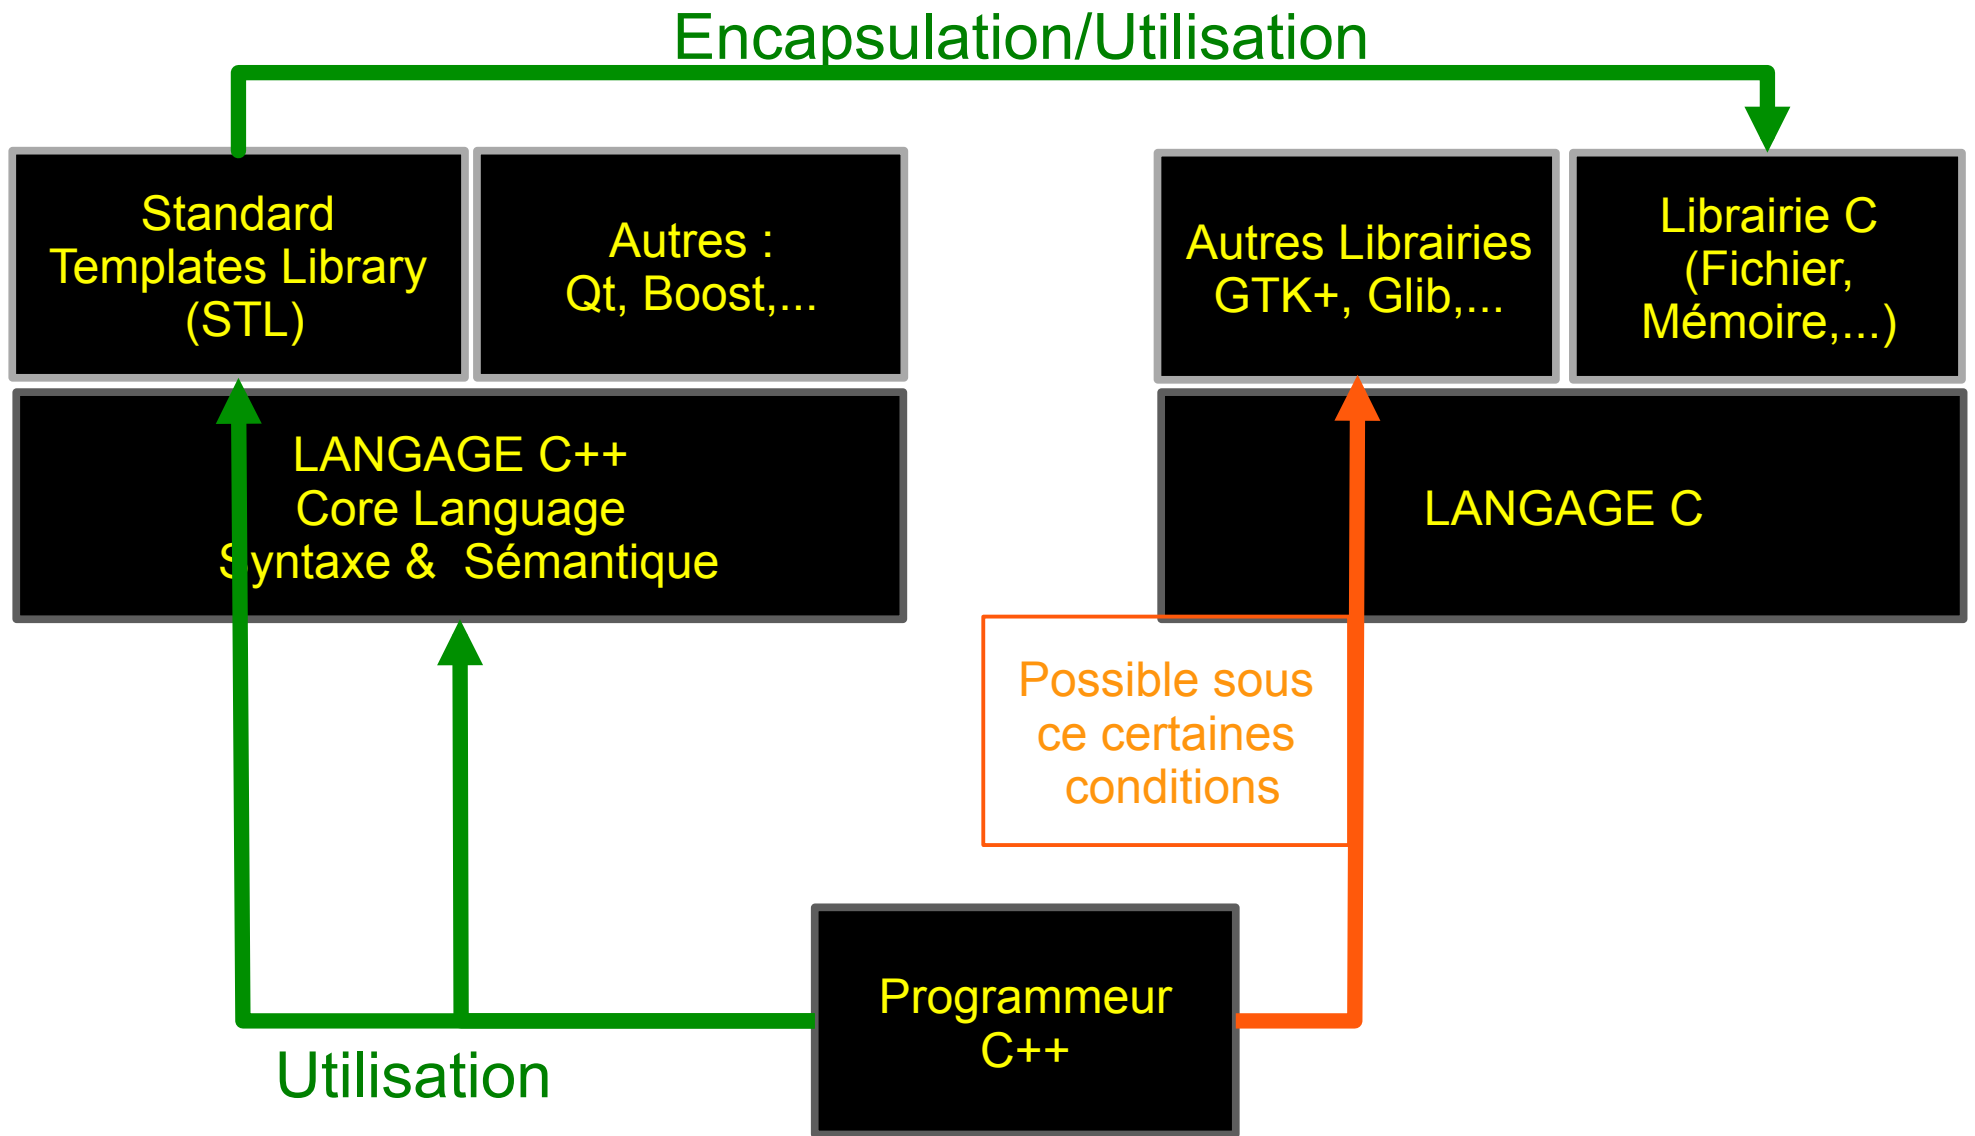 Encapsulation/Utilisation
Standard
Templates Library
(STL)
Autres :
Qt, Boost,...
Autres Librairies
GTK+, Glib,...
Librairie C
(Fichier,
Mémoire,...)
LANGAGE C++
Core Language
Syntaxe &  Sémantique
LANGAGE C
Possible sous
ce certaines
conditions
Programmeur
C++
Utilisation